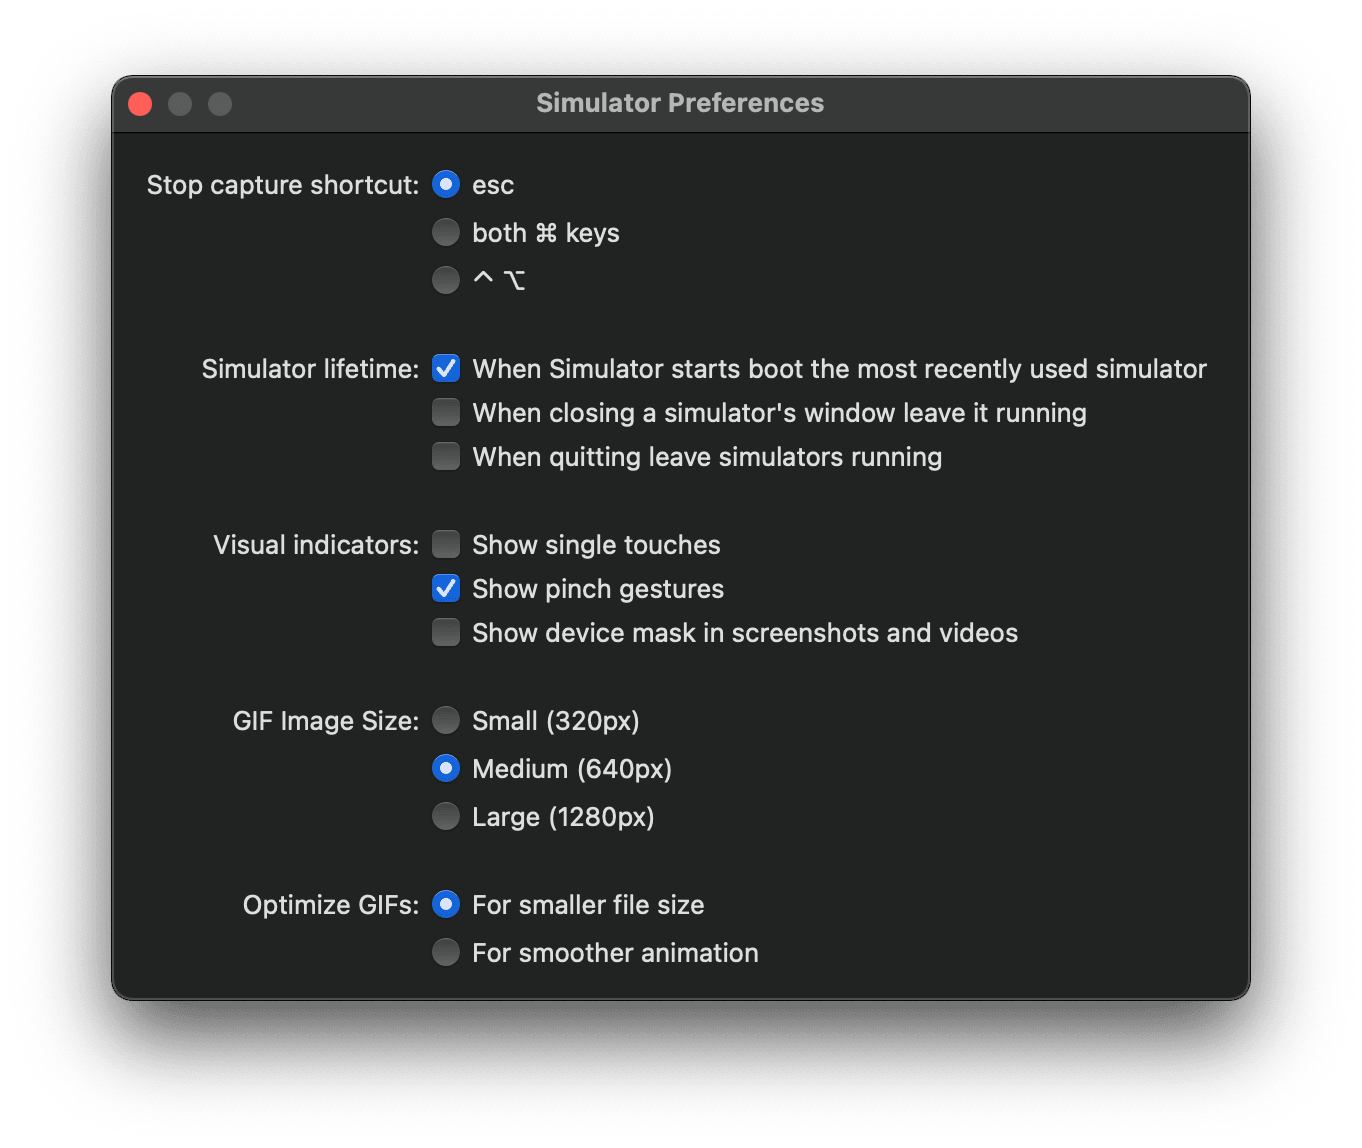 Simulator Preferences
Stop capture shortcut: esc
both ⌘ keys
^ ⌥
Simulator lifetime: When Simulator starts boot the most recently used simulator
When closing a simulator's window leave it running
When quitting leave simulators running
Visual indicators: Show single touches
Show pinch gestures
Show device mask in screenshots and videos
GIF Image Size: Small (320px)
Medium (640px)
Large (1280px)
Optimize GIFs: For smaller file size
For smoother animation